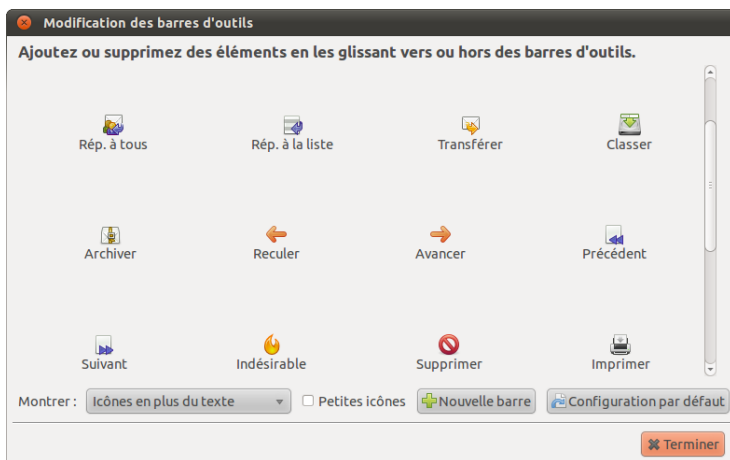 Modification des barres d'outils
Ajoutez ou supprimez des éléments en les glissant vers ou hors des barres d'outils.
Rép. à tous Rép. à la liste Transférer Classer
Archiver Reculer Avancer Précédent
Suivant Indésirable Supprimer Imprimer
Montrer : Icônes en plus du texte Petites icônes Nouvelle barre Configuration par défaut
Terminer